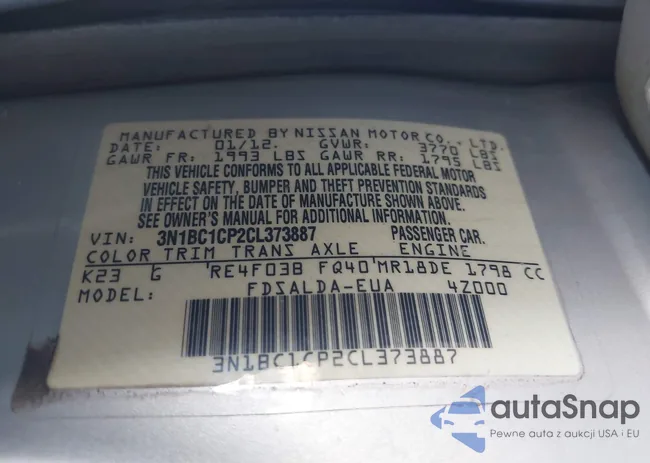 MANUFACTURED BY NISSAN MOTOR CO., LTD.
DATE: 01/12. GVWR: 3770 LBS
GAWR FR: 1993 LBS GAWR RR: 1795 LBS
THIS VEHICLE CONFORMS TO ALL APPLICABLE FEDERAL MOTOR
VEHICLE SAFETY, BUMPER AND THEFT PREVENTION STANDARDS
IN EFFECT ON THE DATE OF MANUFACTURE SHOWN ABOVE.
SEE OWNER'S MANUAL FOR ADDITIONAL INFORMATION
VIN: 3N1BC1CP2CL373887 PASSENGER CAR.
COLOR TRIM TRANS AXLE ENGINE
K23 G RE4F03B FQ40 MR18DE 1798 CC
MODEL: FDSALDA-EUA 4Z000
3N1BC1CP2CL373887
autaSnap
Pewne auta z aukcji USA i EU